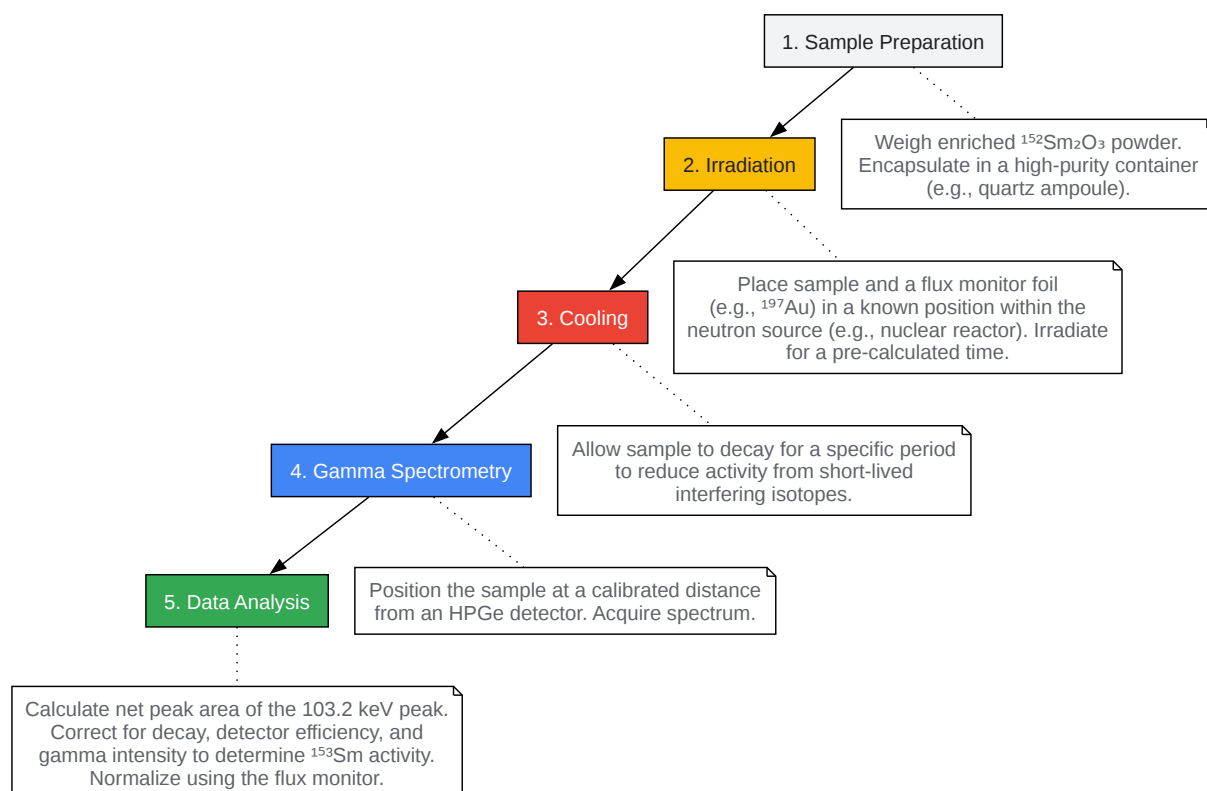 1. Sample Preparation
Weigh enriched ¹⁵²Sm₂O₃ powder.
Encapsulate in a high-purity container
(e.g., quartz ampoule).
2. Irradiation
Place sample and a flux monitor foil
(e.g., ¹⁹⁷Au) in a known position within the
neutron source (e.g., nuclear reactor). Irradiate
for a pre-calculated time.
3. Cooling
Allow sample to decay for a specific period
to reduce activity from short-lived
interfering isotopes.
4. Gamma Spectrometry
Position the sample at a calibrated distance
from an HPGe detector. Acquire spectrum.
5. Data Analysis
Calculate net peak area of the 103.2 keV peak.
Correct for decay, detector efficiency, and
gamma intensity to determine ¹⁵³Sm activity.
Normalize using the flux monitor.